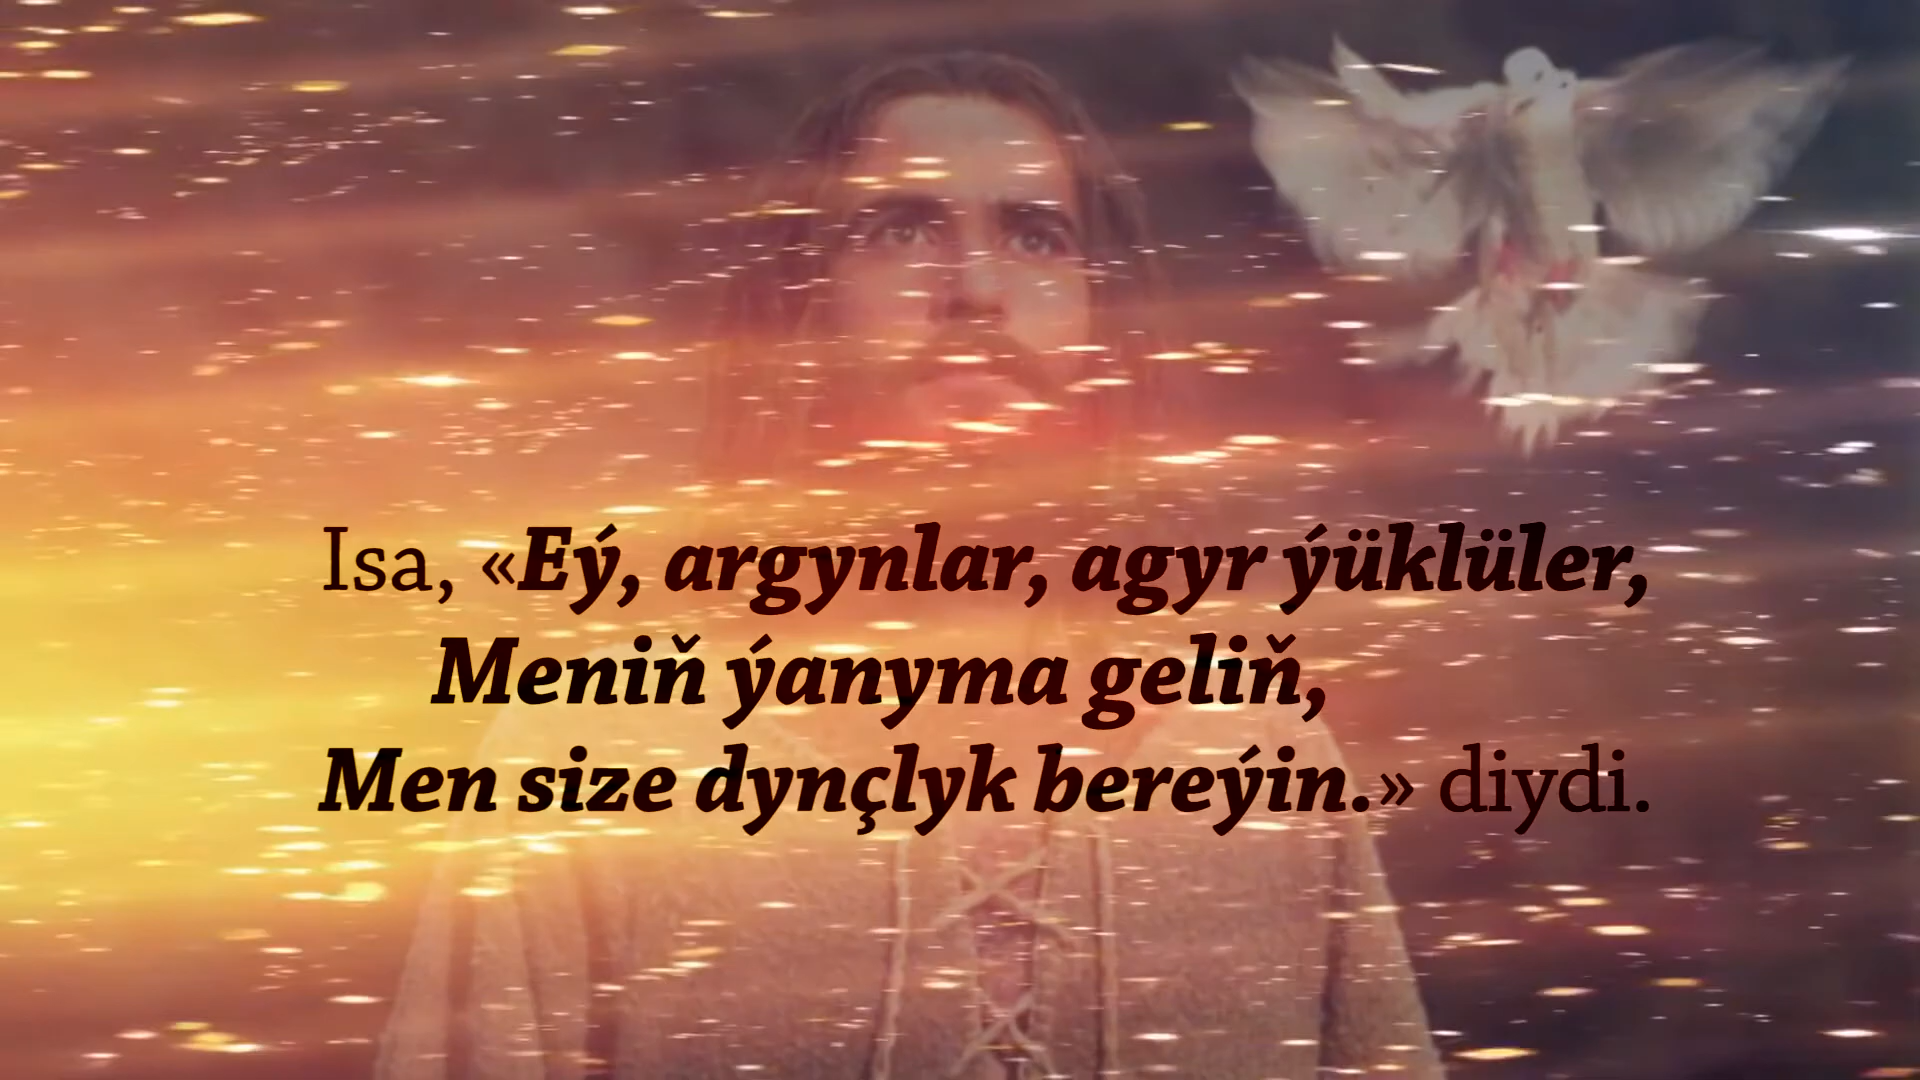 Isa, «Eý, argynlar, agyr ýüklüler,
Meniň ýanyma geliň,
Men size dynçlyk bereýin.» diydi.